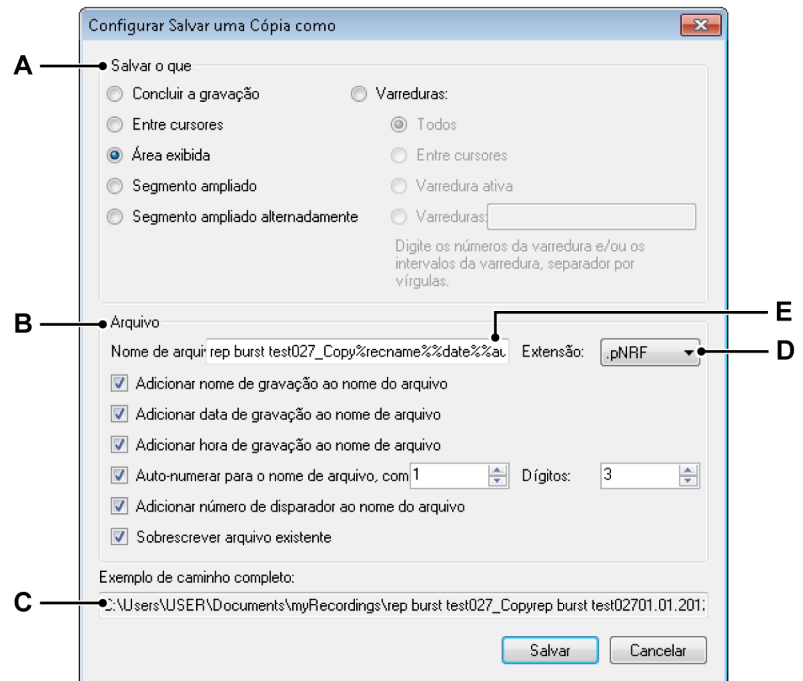 Configurar Salvar uma Cópia como
A
Salvar o que
Concluir a gravação
Varreduras:
Entre cursores
Todos
Área exibida
Entre cursores
Segmento ampliado
Varredura ativa
Segmento ampliado alternadamente
Varreduras:
Digite os números da varredura e/ou os
intervalos da varredura, separador por
vírgulas.
B
Arquivo
E
Nome de arqui rep burst test027_Copy%recname%%date%%au Extensão: .pNRF
D
Adicionar nome de gravação ao nome do arquivo
Adicionar data de gravação ao nome de arquivo
Adicionar hora de gravação ao nome de arquivo
Auto-numerar para o nome de arquivo, com 1 Dígitos: 3
Adicionar número de disparador ao nome do arquivo
Sobrescrever arquivo existente
Exemplo de caminho completo:
C
:\Users\USER\Documents\myRecordings\rep burst test027_Copyrep burst test02701.01.201
Salvar
Cancelar